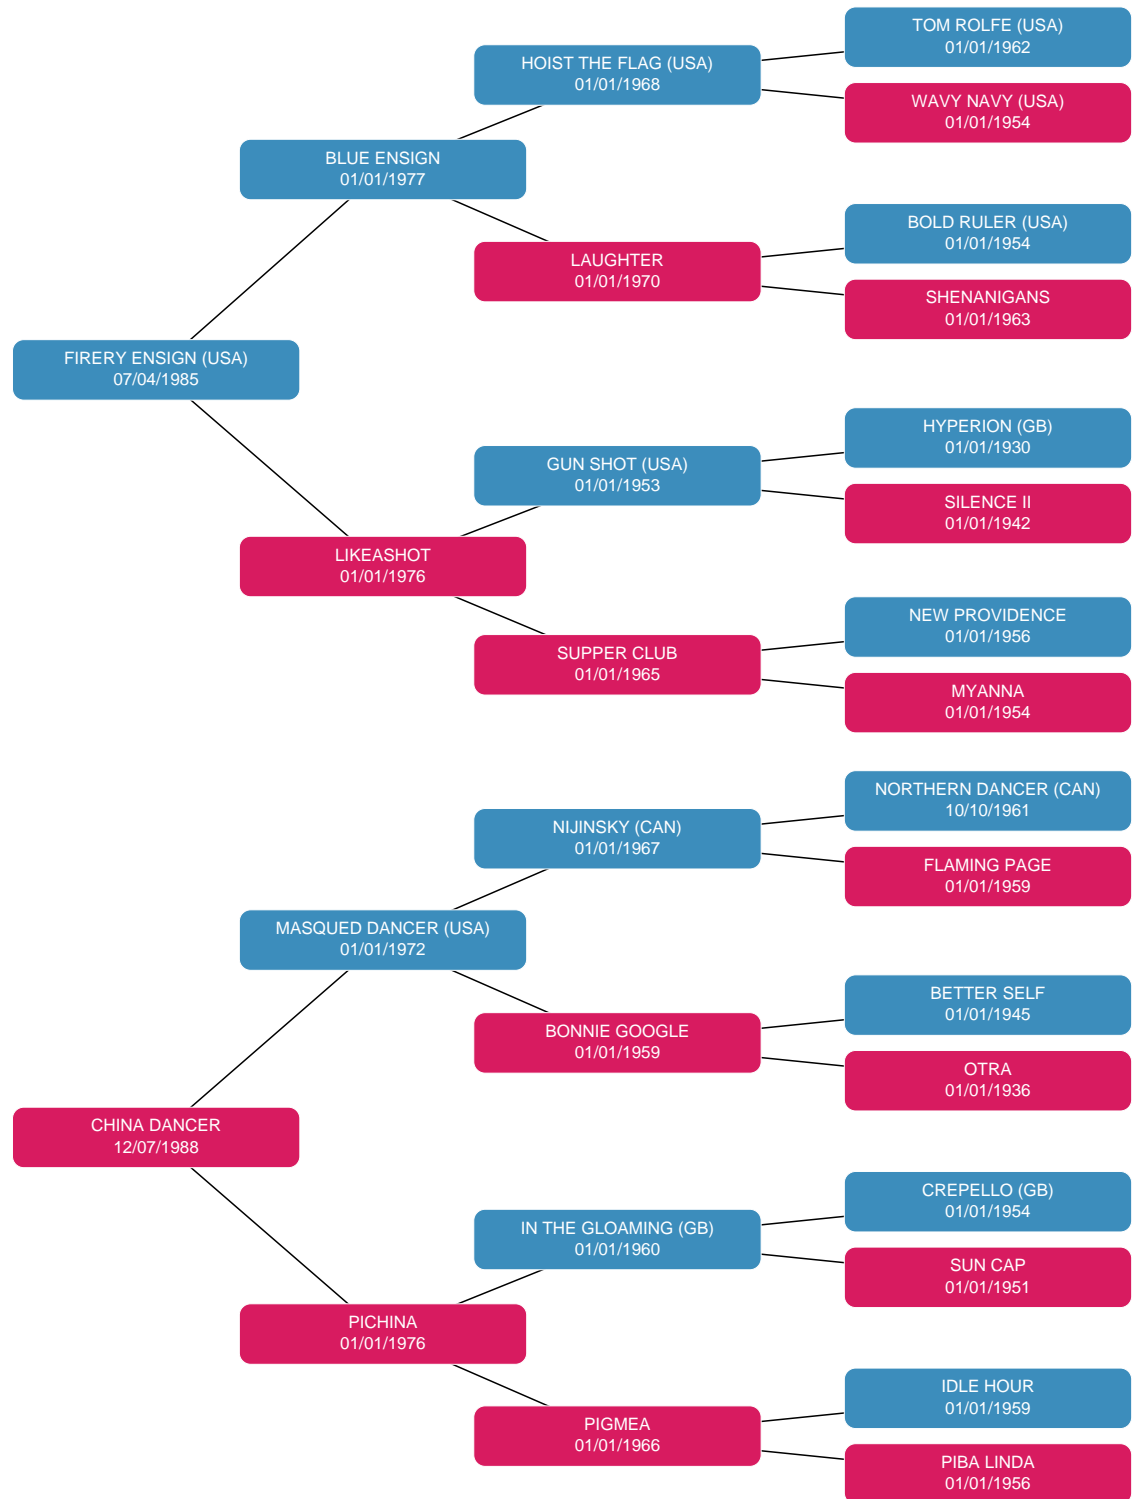 TOM ROLFE (USA)
01/01/1962
HOIST THE FLAG (USA)
01/01/1968
WAVY NAVY (USA)
01/01/1954
BLUE ENSIGN
01/01/1977
BOLD RULER (USA)
01/01/1954
LAUGHTER
01/01/1970
SHENANIGANS
01/01/1963
FIRERY ENSIGN (USA)
07/04/1985
HYPERION (GB)
01/01/1930
GUN SHOT (USA)
01/01/1953
SILENCE II
01/01/1942
LIKEASHOT
01/01/1976
NEW PROVIDENCE
01/01/1956
SUPPER CLUB
01/01/1965
MYANNA
01/01/1954
NORTHERN DANCER (CAN)
10/10/1961
NIJINSKY (CAN)
01/01/1967
FLAMING PAGE
01/01/1959
MASQUED DANCER (USA)
01/01/1972
BETTER SELF
01/01/1945
BONNIE GOOGLE
01/01/1959
OTRA
01/01/1936
CHINA DANCER
12/07/1988
CREPELLO (GB)
01/01/1954
IN THE GLOAMING (GB)
01/01/1960
SUN CAP
01/01/1951
PICHINA
01/01/1976
IDLE HOUR
01/01/1959
PIGMEA
01/01/1966
PIBA LINDA
01/01/1956